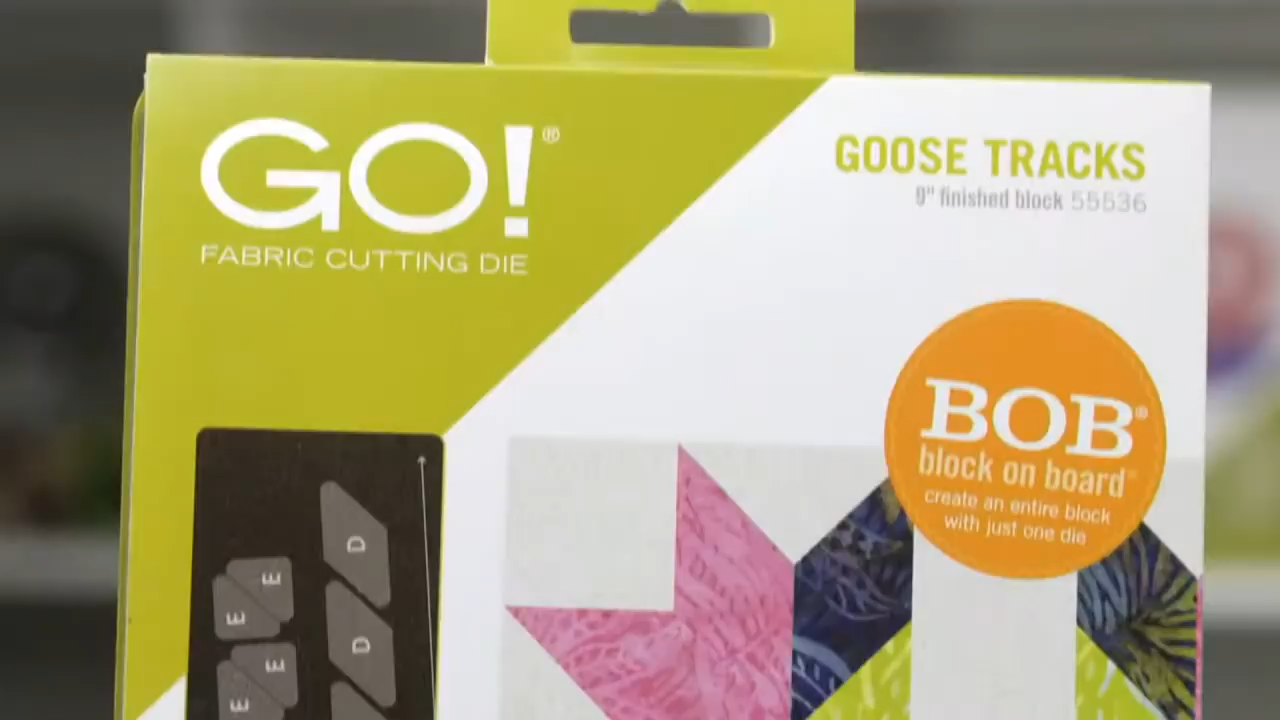 GO!®
FABRIC CUTTING DIE
GOOSE TRACKS
9" finished block 55536
BOB®
block on board
create an entire block
with just one die
D
E
E
D
E
E